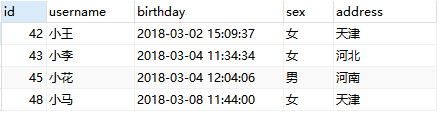 id username birthday sex address
42 小王 2018-03-02 15:09:37 女 天津
43 小李 2018-03-04 11:34:34 女 河北
45 小花 2018-03-04 12:04:06 男 河南
48 小马 2018-03-08 11:44:00 女 天津